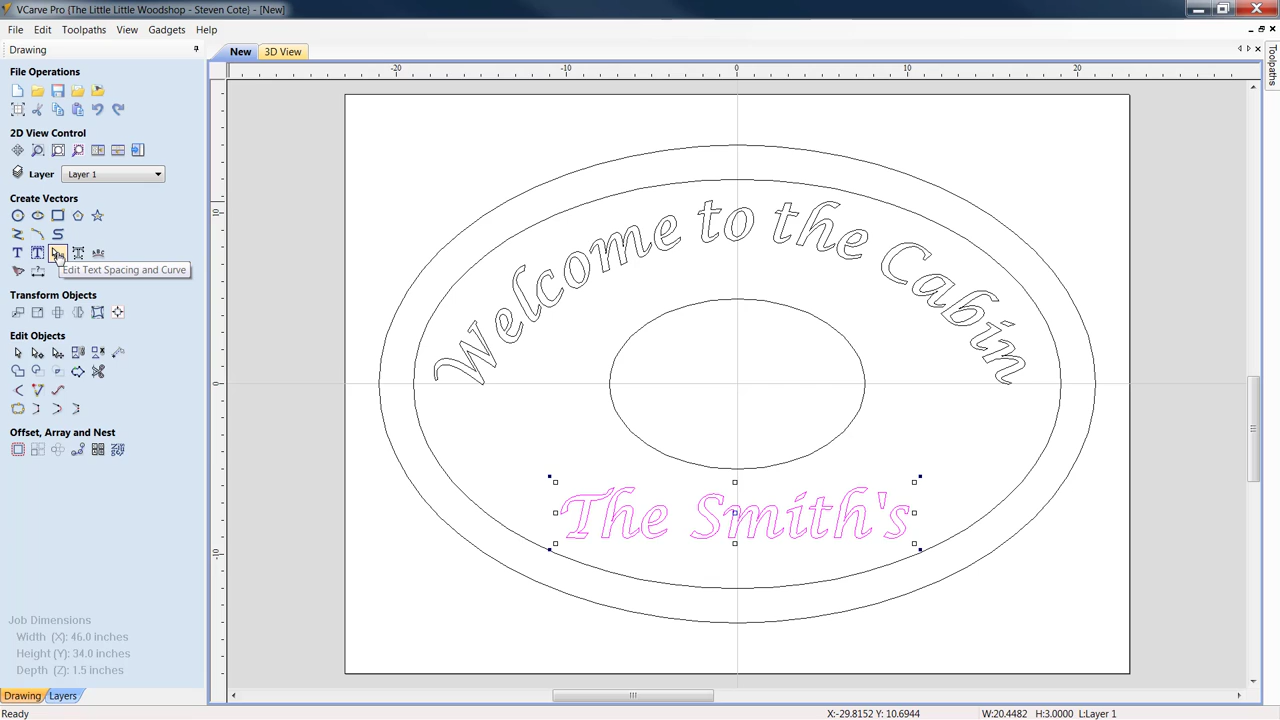 VCarve Pro {The Little Little Woodshop - Steven Cote} - [New]
File Edit Toolpaths View Gadgets Help
Drawing
New
3D View
Toolpaths
File Operations
-20 -10 0 10 20
2D View Control
Layer
Layer 1
Create Vectors
10
0
-10
Edit Text Spacing and Curve
Transform Objects
Edit Objects
Offset, Array and Nest
Welcome to the Cabin
The Smith's
Job Dimensions
Width (X): 46.0 inches
Height (Y): 34.0 inches
Depth (Z): 1.5 inches
Drawing Layers
Ready
X:-29.8152 Y: 10.6944
W:20.4482 H:3.0000 L:Layer 1